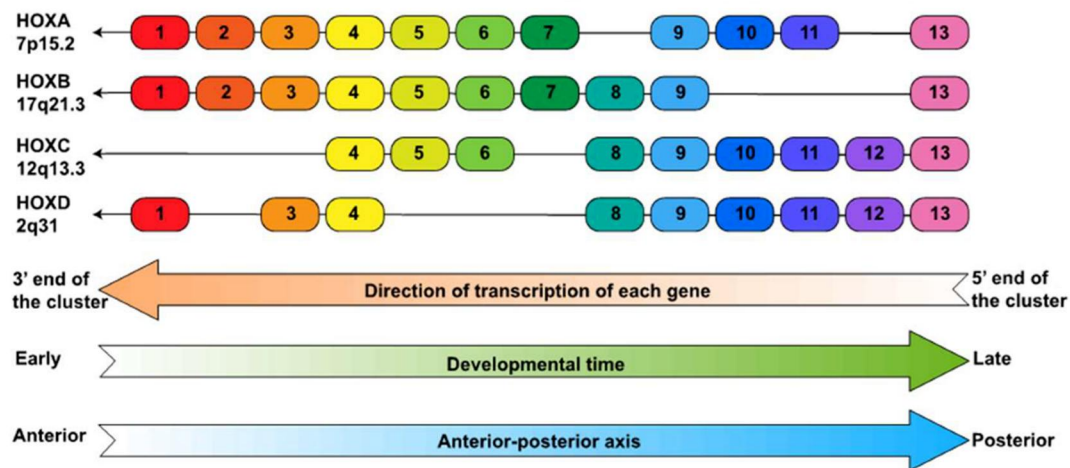 HOXA 1 2 3 4 5 6 7 9 10 11 13
7p15.2
HOXB 1 2 3 4 5 6 7 8 9 13
17q21.3
HOXC 4 5 6 8 9 10 11 12 13
12q13.3
HOXD 1 3 4 8 9 10 11 12 13
2q31
3' end of
the cluster
Direction of transcription of each gene
5' end of
the cluster
Early Developmental time Late
Anterior Anterior-posterior axis Posterior